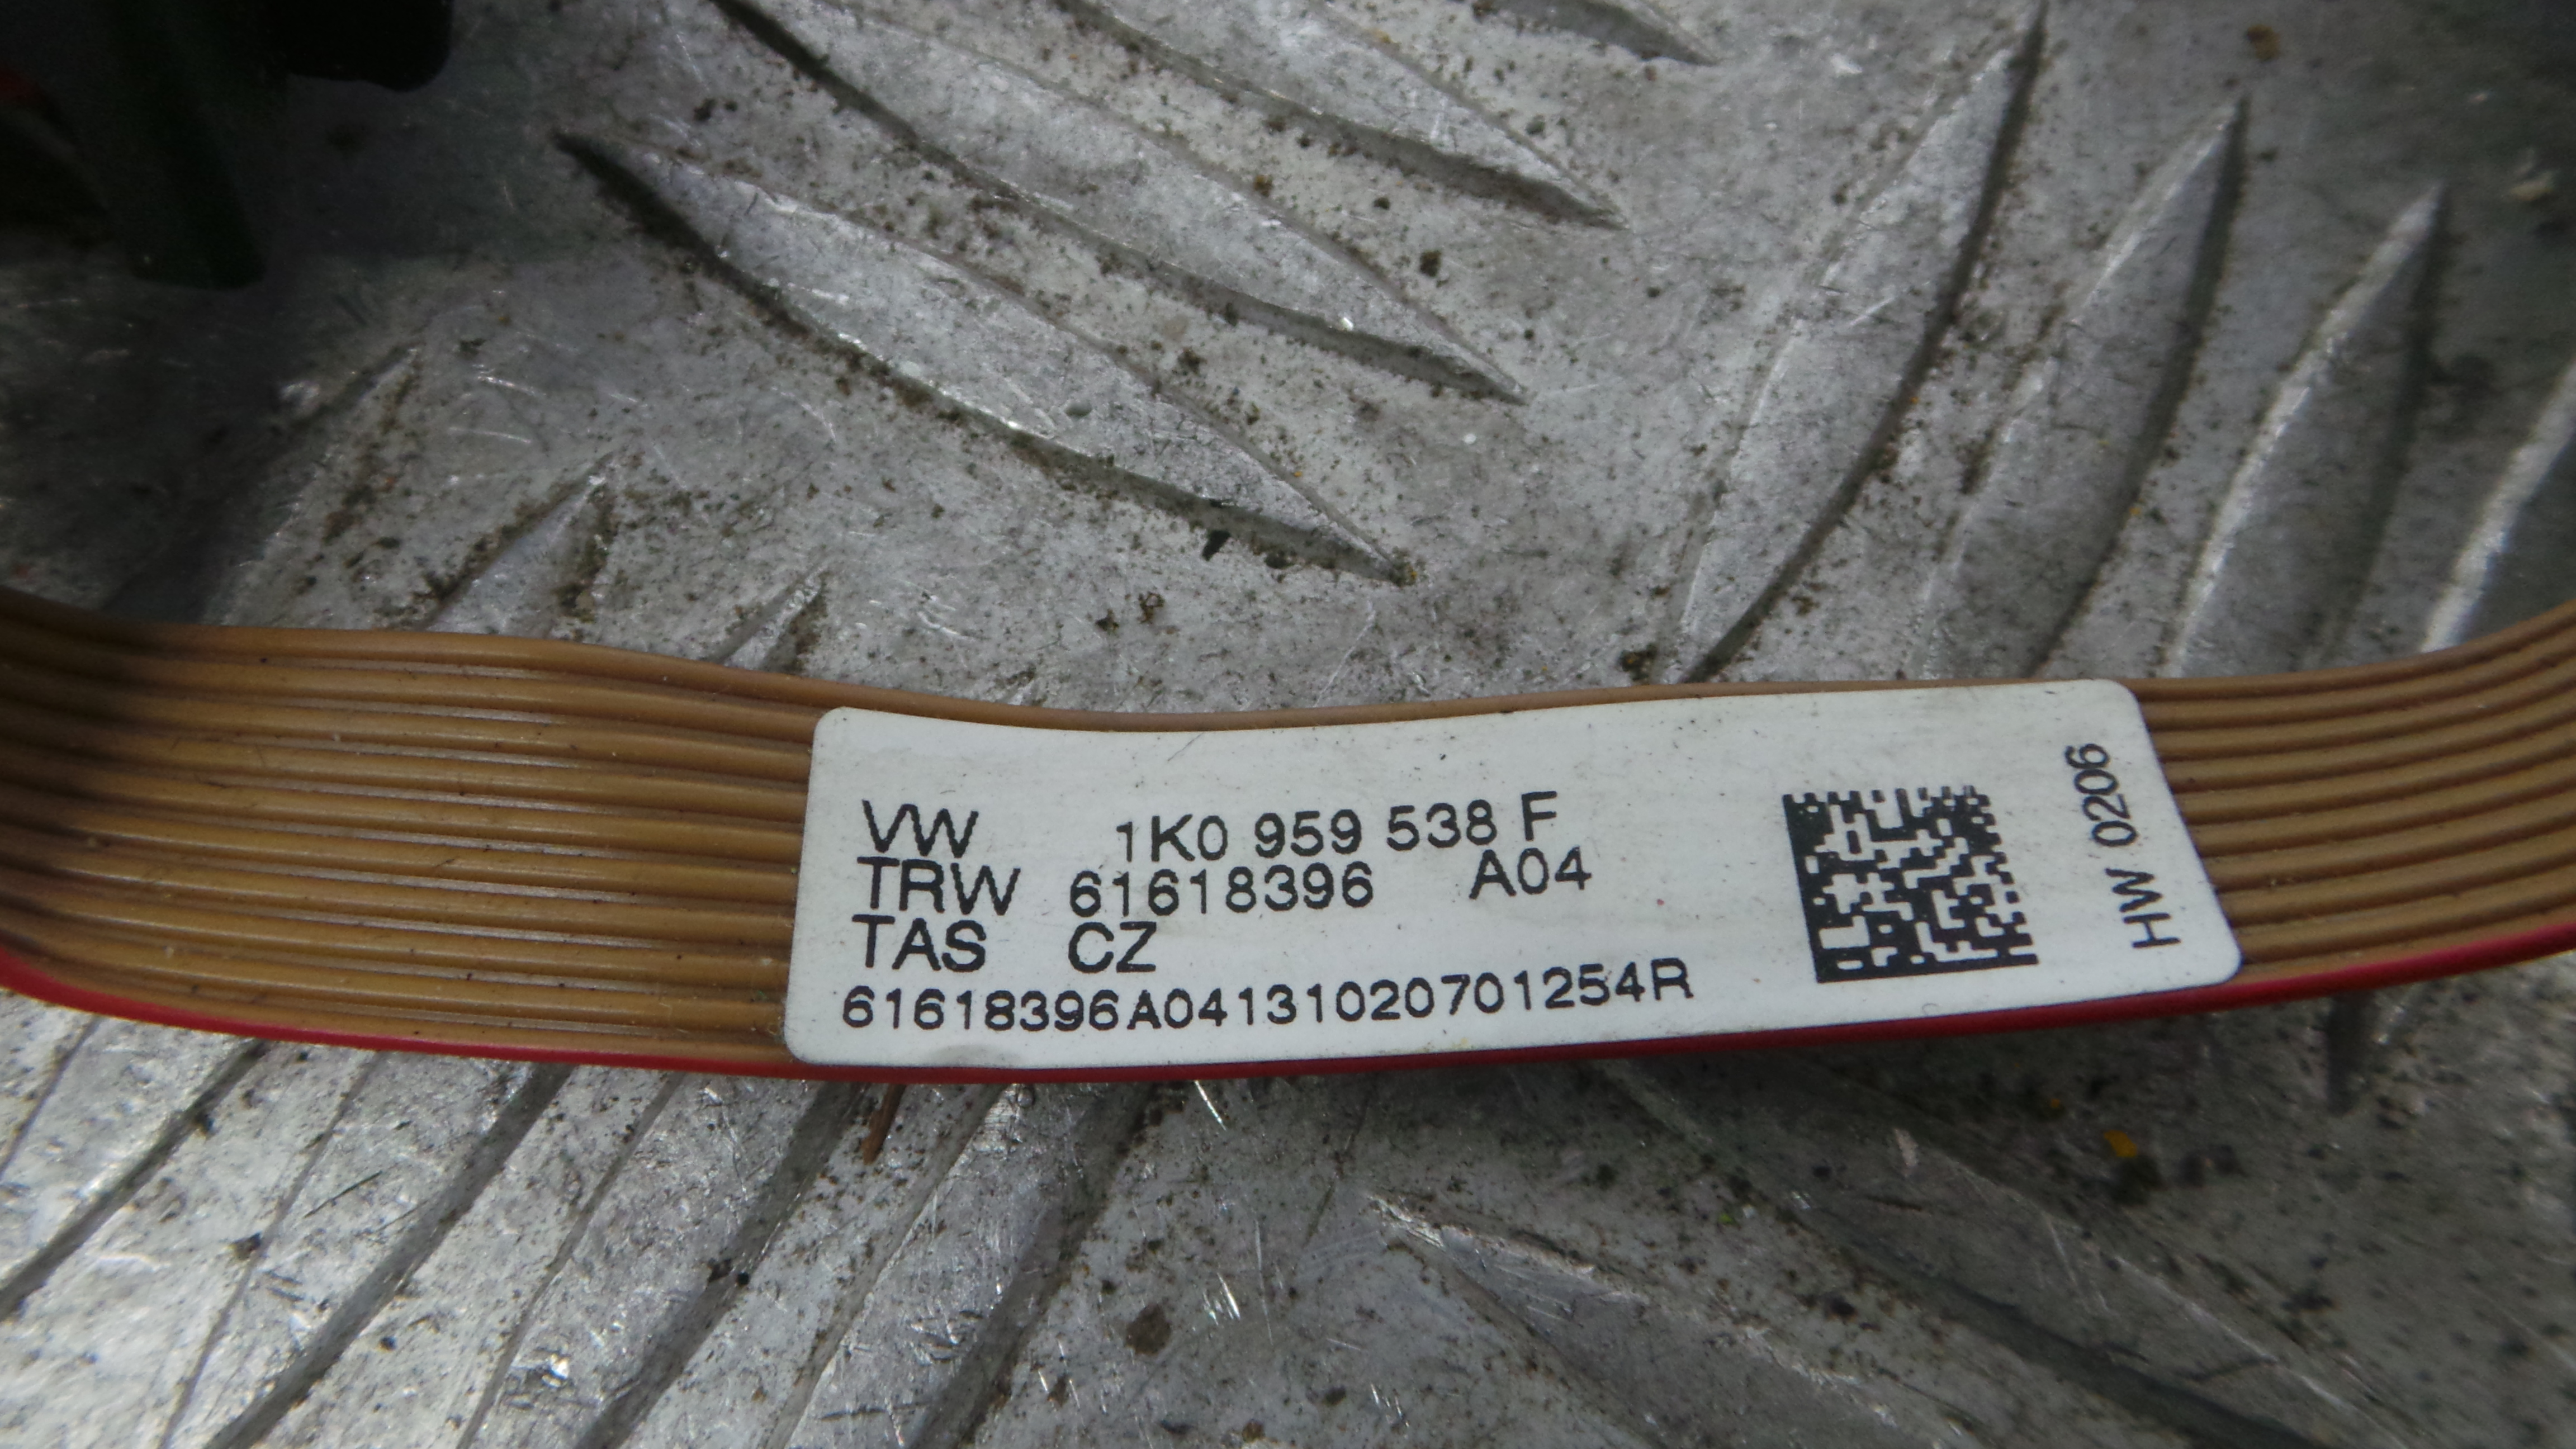 VW 1K0 959 538 F
TRW 61618396 A04
TAS CZ
61618396A04131020701254R
HW 0206